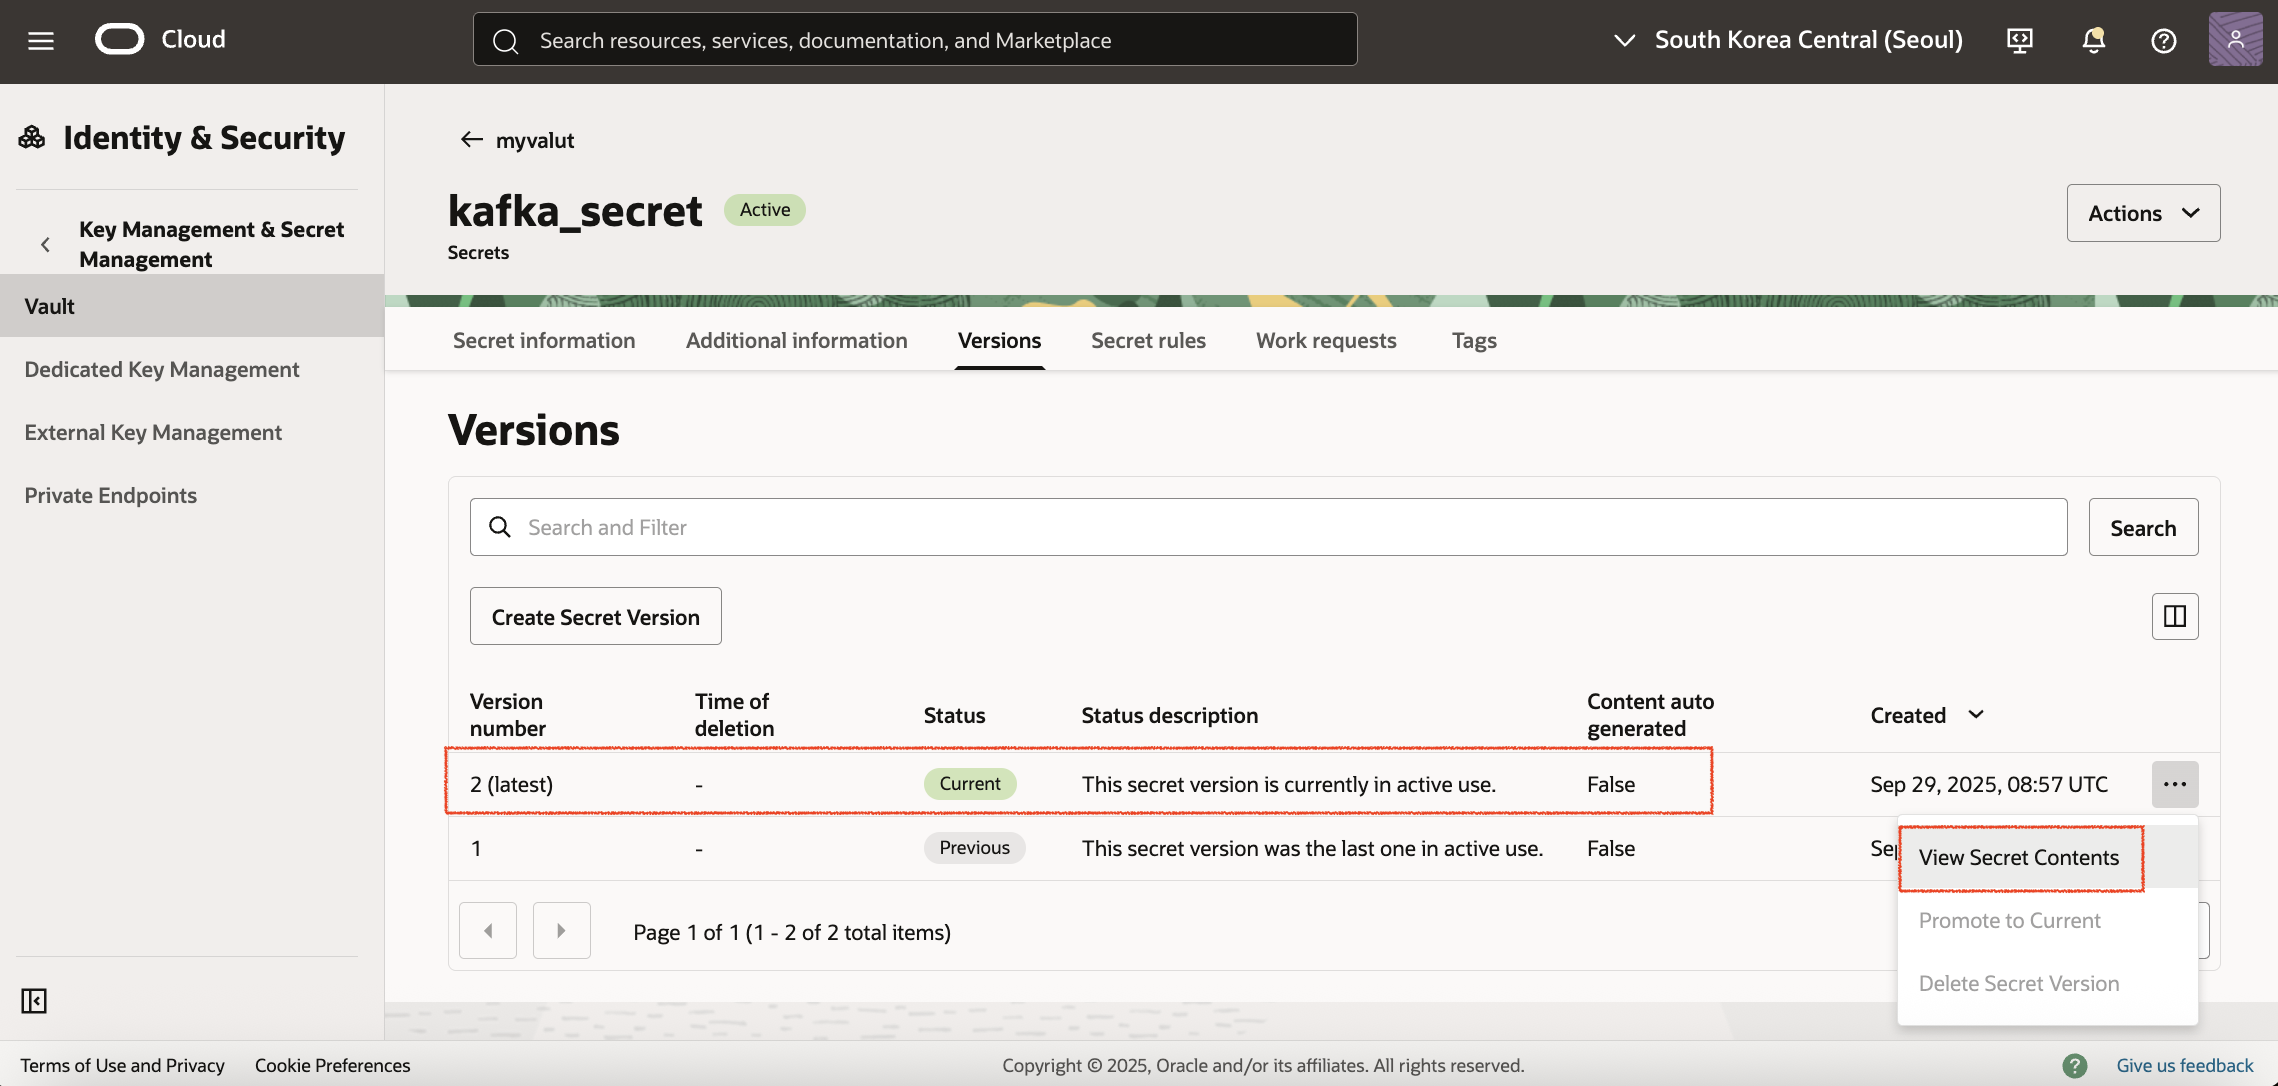 Cloud
Search resources, services, documentation, and Marketplace
South Korea Central (Seoul)
Identity & Security
Key Management & Secret
Management
Vault
Dedicated Key Management
External Key Management
Private Endpoints
myvalut
kafka_secret
Active
Secrets
Actions
Secret information
Additional information
Versions
Secret rules
Work requests
Tags
Versions
Search and Filter
Search
Create Secret Version
Version
number
Time of
deletion
Status
Status description
Content auto
generated
Created
2 (latest)
-
Current
This secret version is currently in active use.
False
Sep 29, 2025, 08:57 UTC
1
-
Previous
This secret version was the last one in active use.
False
View Secret Contents
Promote to Current
Delete Secret Version
Page 1 of 1 (1 - 2 of 2 total items)
Terms of Use and Privacy
Cookie Preferences
Copyright © 2025, Oracle and/or its affiliates. All rights reserved.
Give us feedback